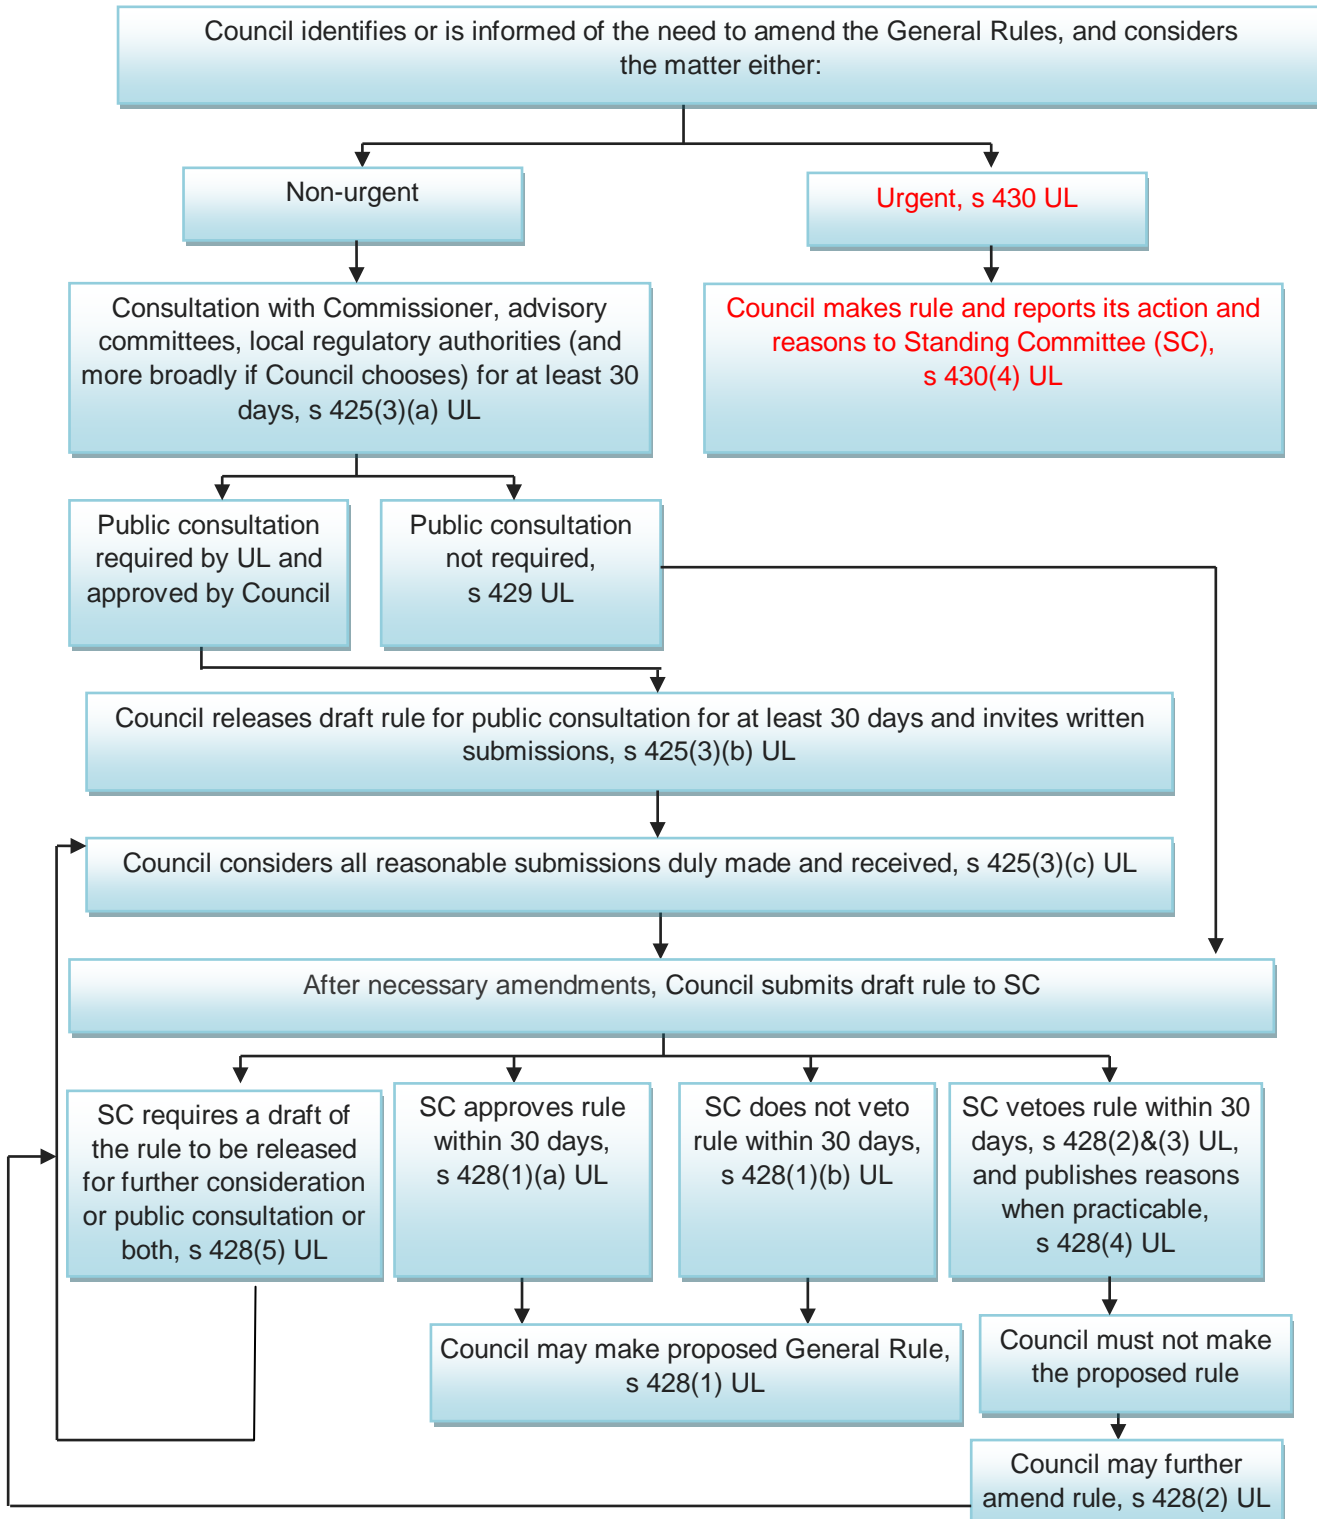 Council identifies or is informed of the need to amend the General Rules, and considers
the matter either:
Non-urgent
Urgent, s 430 UL
Consultation with Commissioner, advisory
committees, local regulatory authorities (and
more broadly if Council chooses) for at least 30
days, s 425(3)(a) UL
Council makes rule and reports its action and
reasons to Standing Committee (SC),
s 430(4) UL
Public consultation
required by UL and
approved by Council
Public consultation
not required,
s 429 UL
Council releases draft rule for public consultation for at least 30 days and invites written
submissions, s 425(3)(b) UL
Council considers all reasonable submissions duly made and received, s 425(3)(c) UL
After necessary amendments, Council submits draft rule to SC
SC requires a draft of
the rule to be released
for further consideration
or public consultation or
both, s 428(5) UL
SC approves rule
within 30 days,
s 428(1)(a) UL
SC does not veto
rule within 30 days,
s 428(1)(b) UL
SC vetoes rule within 30
days, s 428(2)&(3) UL,
and publishes reasons
when practicable,
s 428(4) UL
Council may make proposed General Rule,
s 428(1) UL
Council must not make
the proposed rule
Council may further
amend rule, s 428(2) UL